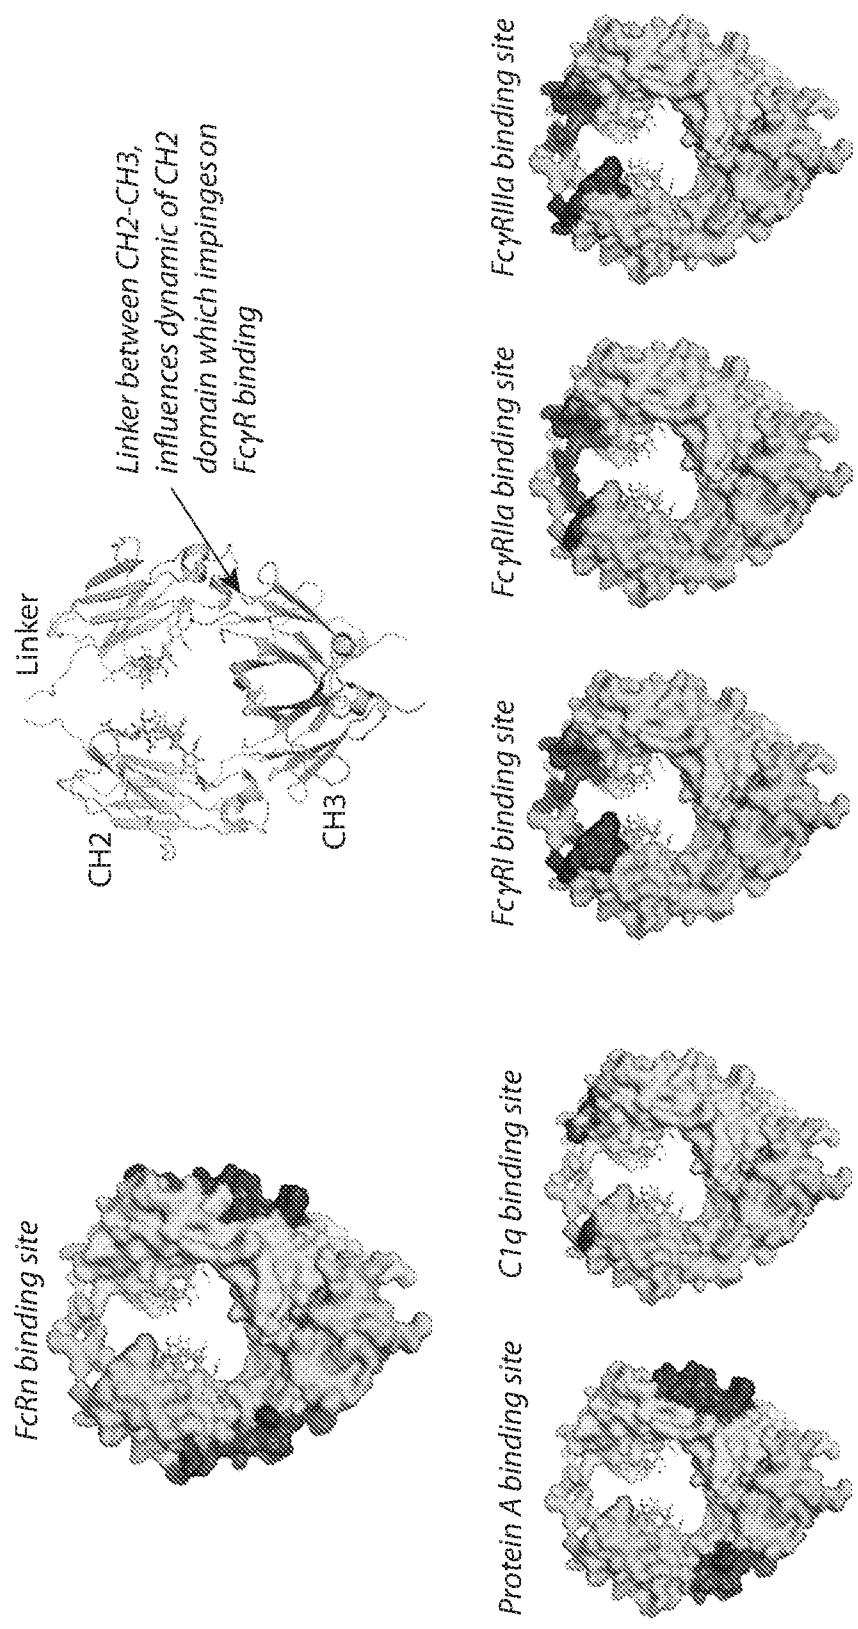 FcRn binding site
Linker
CH2
CH3
Linker between CH2-CH3,
influences dynamic of CH2
domain which impinges on
FcγR binding
Protein A binding site
C1q binding site
FcγRI binding site
FcγRIIa binding site
FcγRIIIa binding site